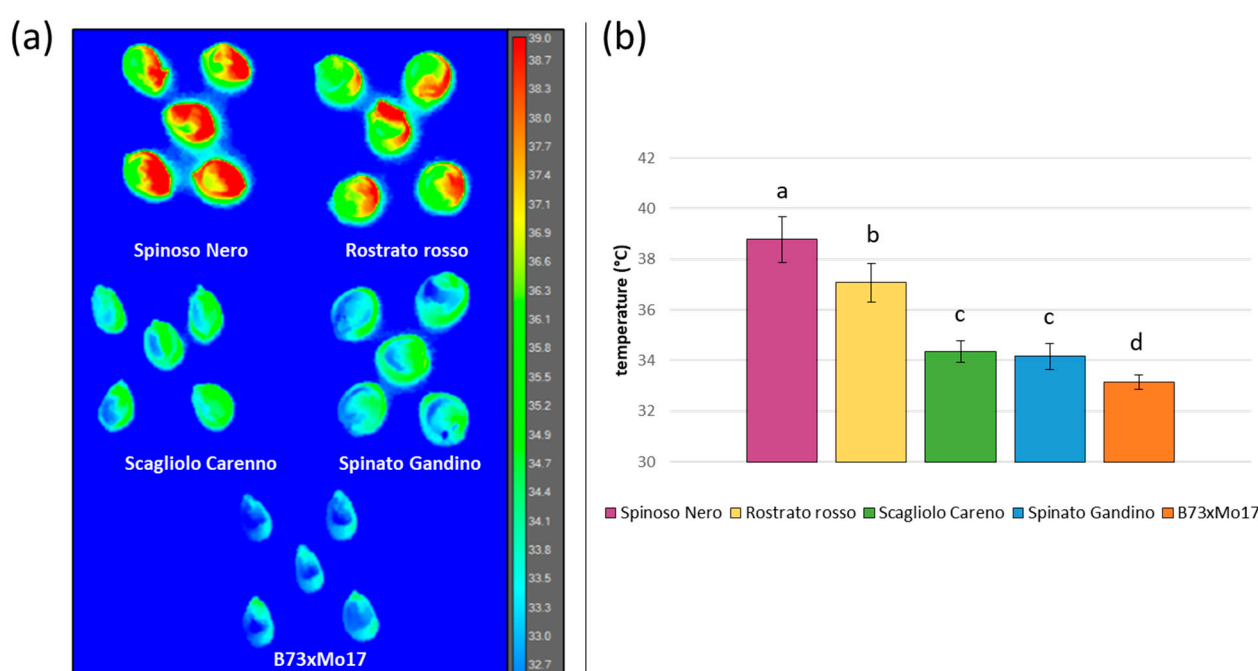 (a)
39.0
38.7
38.3
38.0
37.7
37.4
37.1
36.9
36.6
36.3
36.1
35.8
35.5
35.2
34.9
34.7
34.4
34.1
33.8
33.5
33.3
33.0
32.7
Spinoso Nero Rostrato rosso
Scagliolo Carenno Spinato Gandino
B73xMo17
(b)
temperature (°C)
42
40
38
36
34
32
30
a
b
c
c
d
Spinoso Nero Rostrato rosso Scagliolo Careno Spinato Gandino B73xMo17